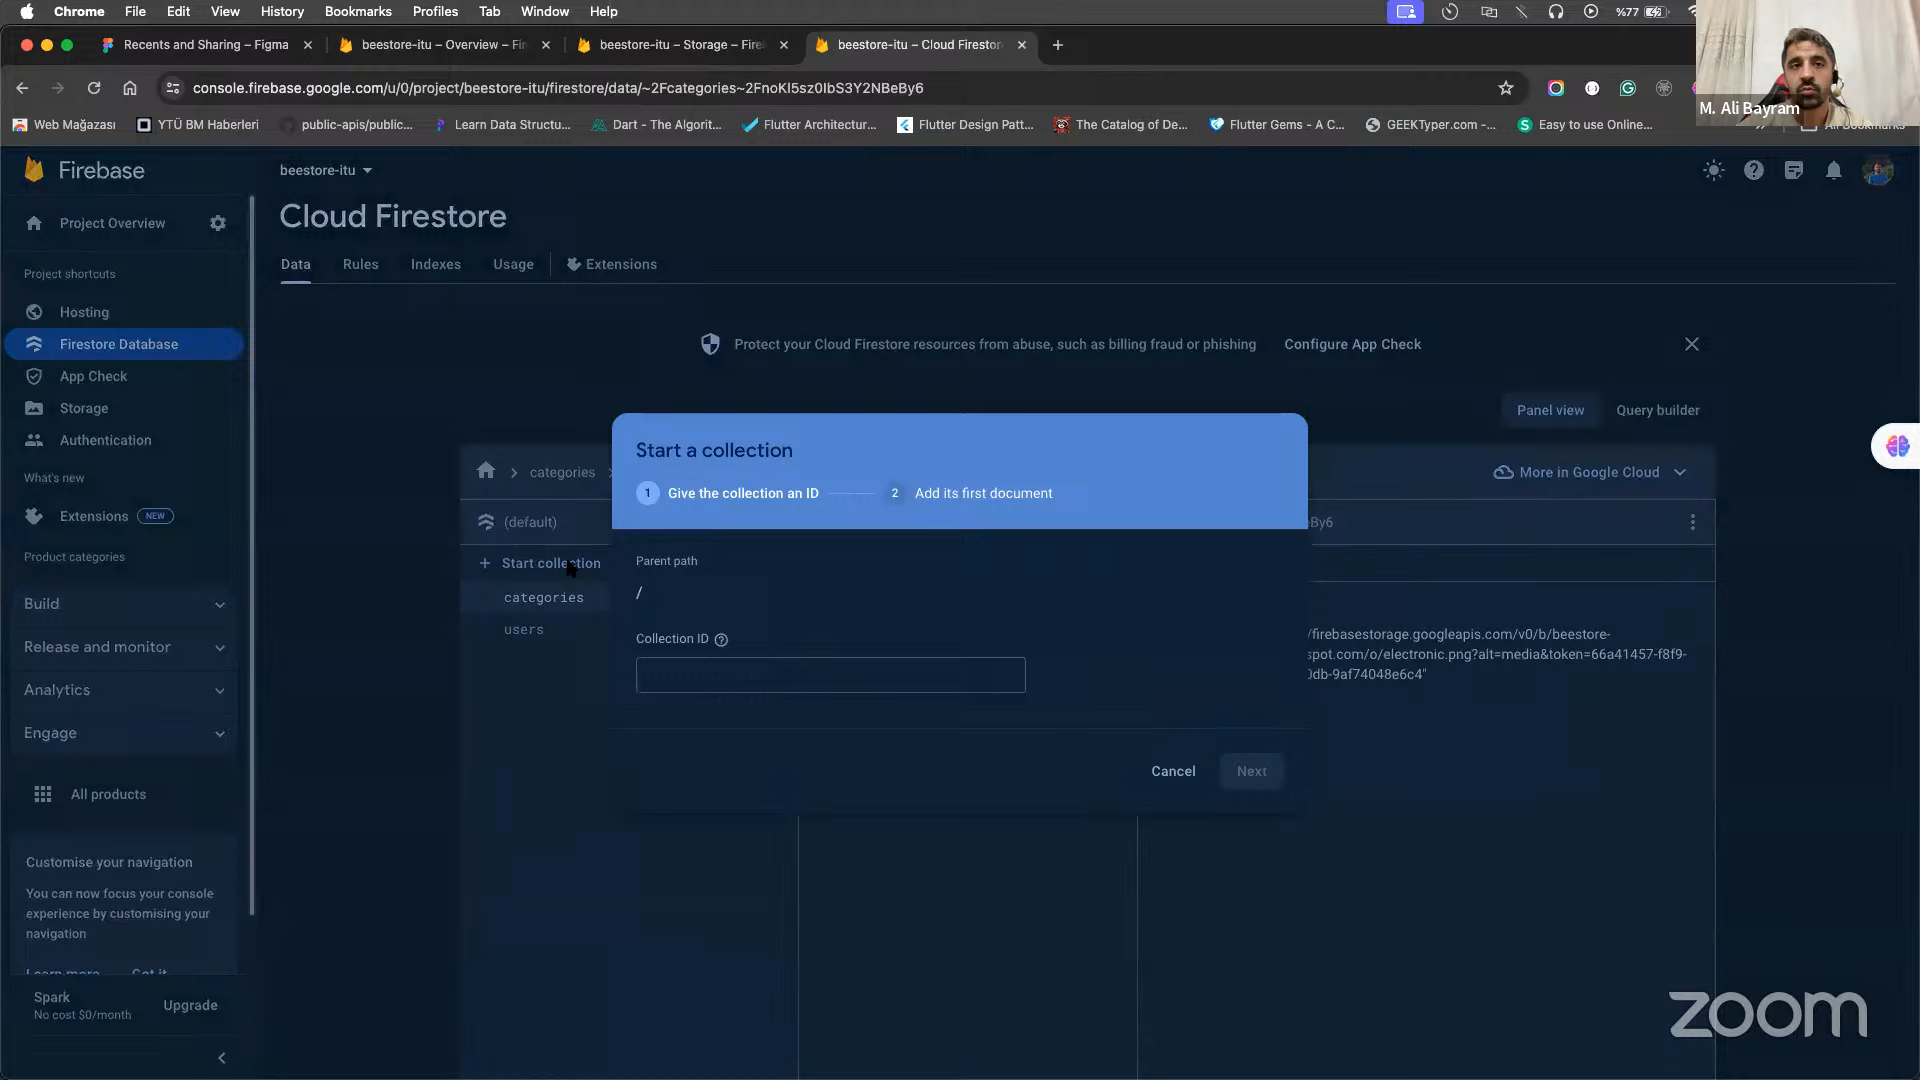 Chrome File Edit View History Bookmarks Profiles Tab Window Help %77
Recents and Sharing – Figma
beestore-itu – Overview – Fir
beestore-itu – Storage – Fire
beestore-itu – Cloud Firestor
console.firebase.google.com/u/0/project/beestore-itu/firestore/data/~2Fcategories~2FnoKl5sz0lbS3Y2NBeBy6
M. Ali Bayram
Web Mağazası
YTÜ BM Haberleri
public-apis/public...
Learn Data Structu...
Dart - The Algorit...
Flutter Architectur...
Flutter Design Patt...
The Catalog of De...
Flutter Gems - A C...
GEEKTyper.com -...
Easy to use Online...
All Bookmarks
Firebase
beestore-itu
Project Overview
Cloud Firestore
Project shortcuts
Data Rules Indexes Usage Extensions
Hosting
Firestore Database
App Check
Storage
Authentication
What's new
Extensions NEW
Product categories
Build
Release and monitor
Analytics
Engage
All products
Customise your navigation
You can now focus your console
experience by customising your
navigation
Learn more Got it
Spark
No cost $0/month
Upgrade
Protect your Cloud Firestore resources from abuse, such as billing fraud or phishing Configure App Check
Panel view Query builder
categories
More in Google Cloud
(default)
Start collection
categories
users
Start a collection
1 Give the collection an ID 2 Add its first document
Parent path
/
Collection ID
Cancel Next
eBy6
/firebasestorage.googleapis.com/v0/b/beestore-
spot.com/o/electronic.png?alt=media&token=66a41457-f8f9-
0db-9af74048e6c4"
zoom